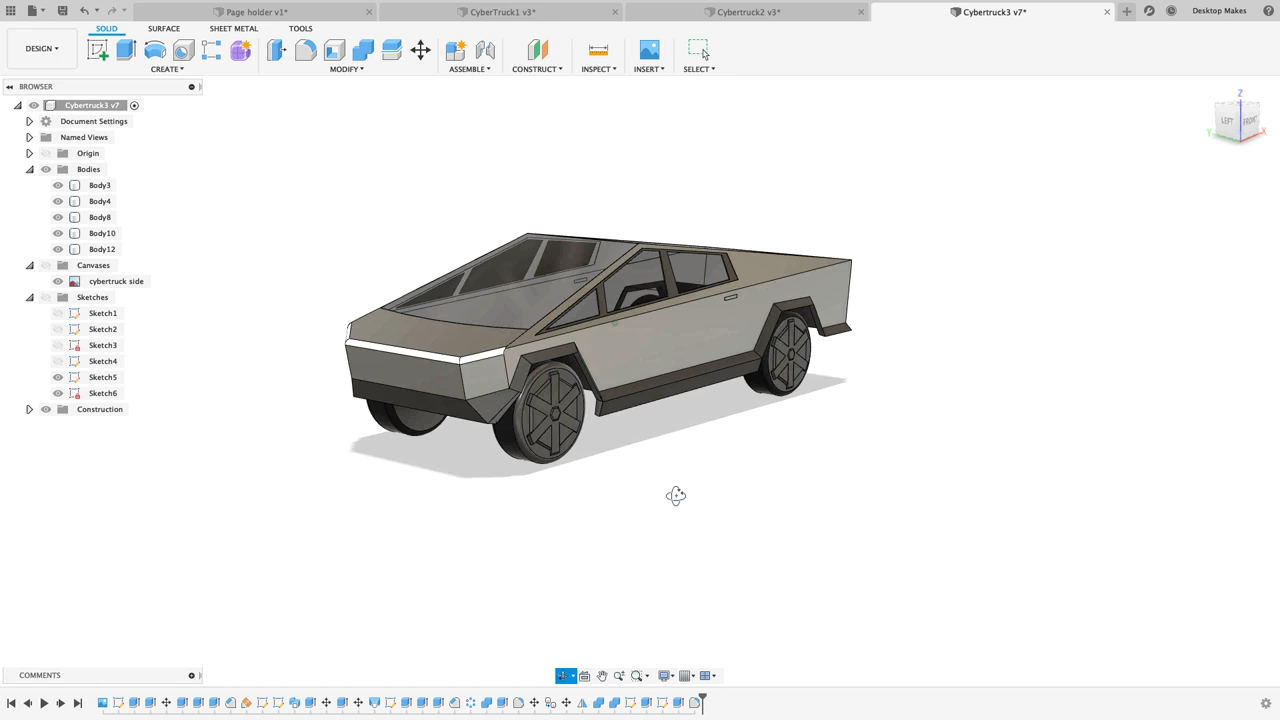 Page holder v1*
CyberTruck1 v3*
Cybertruck2 v3*
Cybertruck3 v7*
Desktop Makes
SOLID
SURFACE
SHEET METAL
TOOLS
DESIGN
CREATE
MODIFY
ASSEMBLE
CONSTRUCT
INSPECT
INSERT
SELECT
BROWSER
Cybertruck3 v7
Document Settings
Named Views
Origin
Bodies
Body3
Body4
Body8
Body10
Body12
Canvases
cybertruck side
Sketches
Sketch1
Sketch2
Sketch3
Sketch4
Sketch5
Sketch6
Construction
Z
LEFT
FRONT
Y
X
COMMENTS